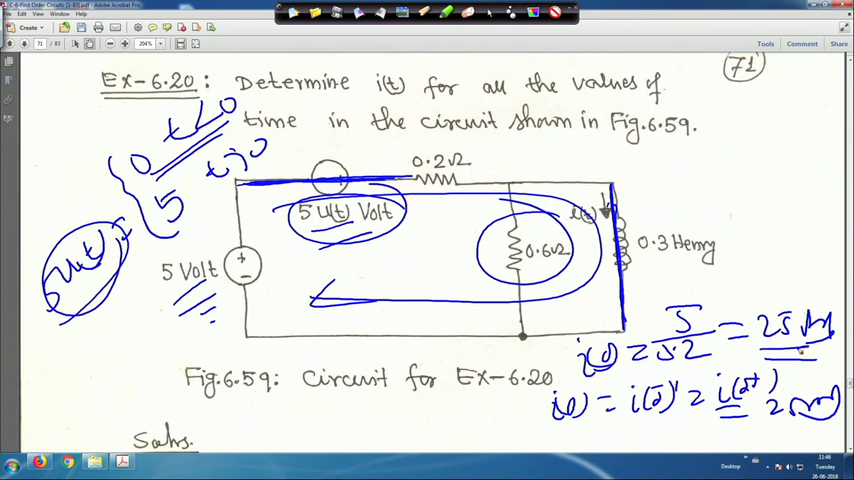 C-6-First Order Circuits [1-83].pdf - Adobe Acrobat Pro
File Edit View Window Help
Create
71 / 83 204%
Tools Comment Share
71
Ex-6.20: Determine i(t) for all the values of
time in the circuit shown in Fig.6.59.
0 t<0
5 t>0
5u(t) =
0.2Ω
5 u(t) Volt
i(t)
0.6Ω
0.3 Henry
5 Volt
i(0) = 5/0.2 = 25 Amp
i(0) = i(0-) = i(0+)
25 Amp
Fig.6.59: Circuit for EX-6.20
Soln.
Desktop
11:46
Tuesday
26-06-2018